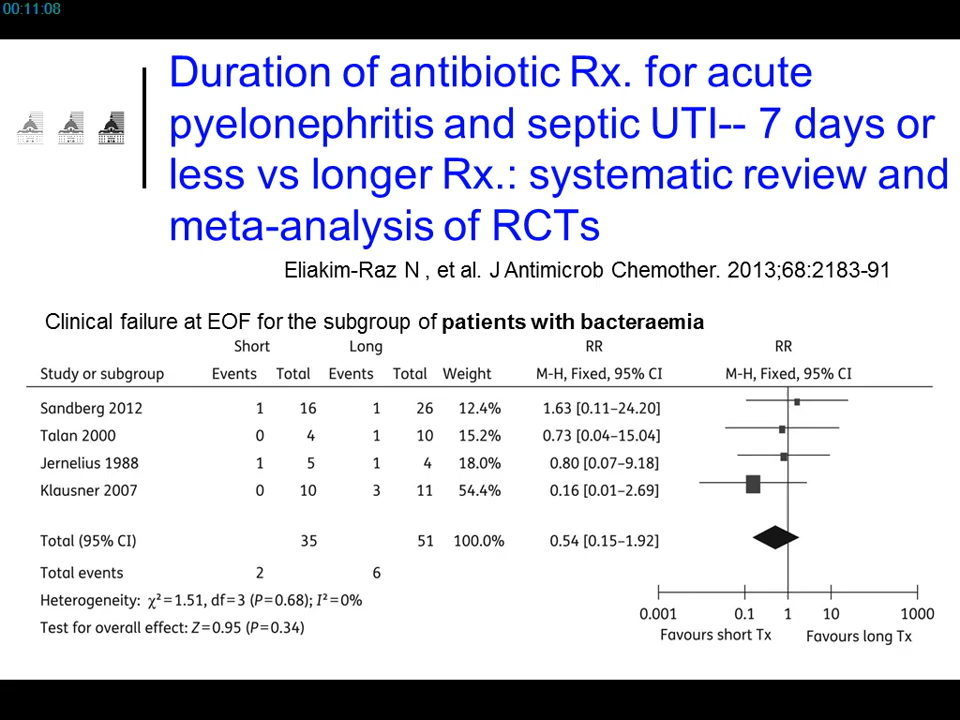 00:11:08
Duration of antibiotic Rx. for acute
pyelonephritis and septic UTI-- 7 days or
less vs longer Rx.: systematic review and
meta-analysis of RCTs
Eliakim-Raz N , et al. J Antimicrob Chemother. 2013;68:2183-91
Clinical failure at EOF for the subgroup of patients with bacteraemia
Short Long RR RR
Study or subgroup Events Total Events Total Weight M-H, Fixed, 95% CI M-H, Fixed, 95% CI
Sandberg 2012 1 16 1 26 12.4% 1.63 [0.11–24.20]
Talan 2000 0 4 1 10 15.2% 0.73 [0.04–15.04]
Jernelius 1988 1 5 1 4 18.0% 0.80 [0.07–9.18]
Klausner 2007 0 10 3 11 54.4% 0.16 [0.01–2.69]
Total (95% CI) 35 51 100.0% 0.54 [0.15–1.92]
Total events 2 6
Heterogeneity: χ²=1.51, df=3 (P=0.68); I²=0%
Test for overall effect: Z=0.95 (P=0.34)
0.001 0.1 1 10 1000
Favours short Tx Favours long Tx